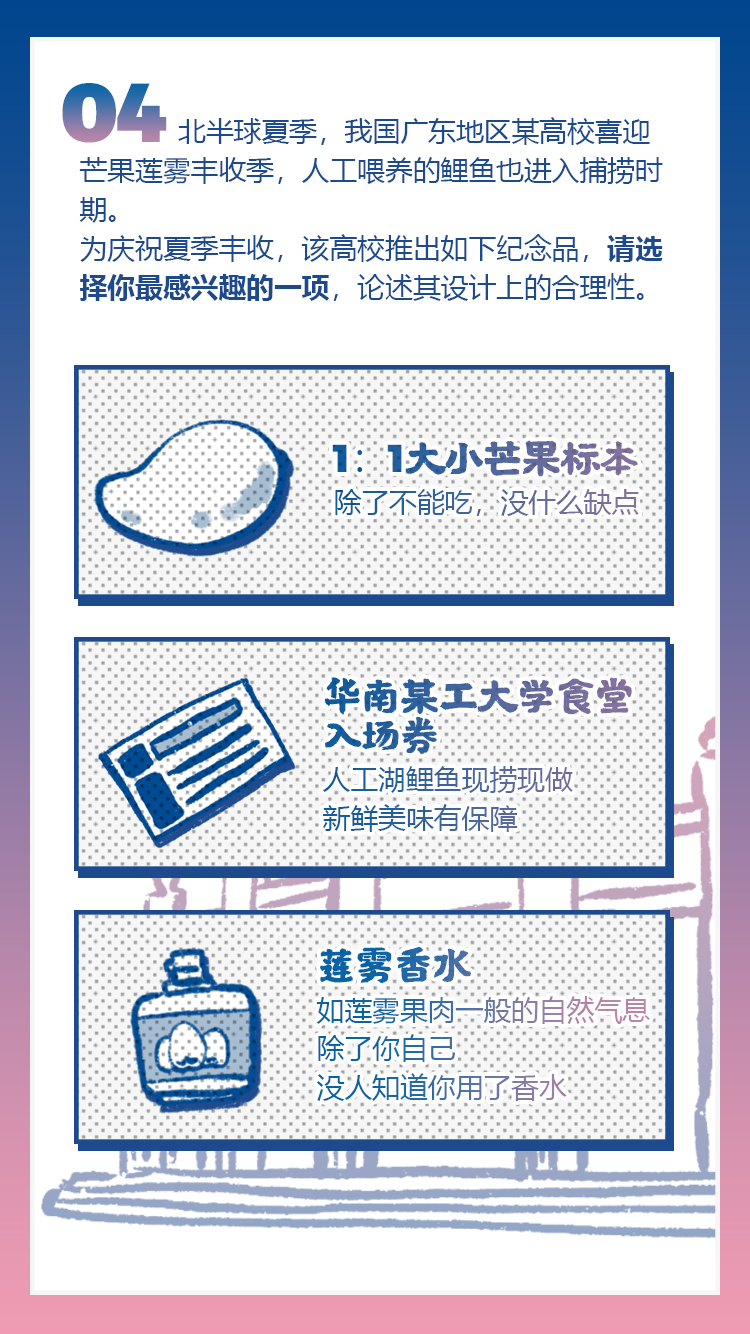 04
北半球夏季，我国广东地区某高校喜迎
芒果莲雾丰收季，人工喂养的鲤鱼也进入捕捞时
期。
为庆祝夏季丰收，该高校推出如下纪念品，请选
择你最感兴趣的一项，论述其设计上的合理性。
1：1大小芒果标本
除了不能吃，没什么缺点
华南某工大学食堂
入场券
人工湖鲤鱼现捞现做
新鲜美味有保障
莲雾香水
如莲雾果肉一般的自然气息
除了你自己
没人知道你用了香水